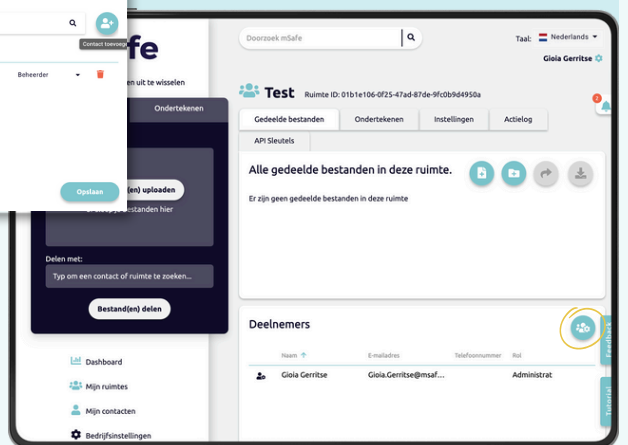 Contact toevoege
Beheerder
Opslaan
fe
en uit te wisselen
Ondertekenen
(en) uploaden
bestanden hier
Delen met:
Typ om een contact of ruimte te zoeken...
Bestand(en) delen
Dashboard
Mijn ruimtes
Mijn contacten
Bedrijfsinstellingen
Doorzoek mSafe
Taal: Nederlands
Gioia Gerritse
Test Ruimte ID: 01b1e106-0f25-47ad-87de-9fc0b9d4950a
2
Gedeelde bestanden Ondertekenen Instellingen Actielog
API Sleutels
Alle gedeelde bestanden in deze ruimte.
Er zijn geen gedeelde bestanden in deze ruimte
Deelnemers
Naam E-mailadres Telefoonnummer Rol
Gioia Gerritse Gioia.Gerritse@msaf... Administrat
Feedback
Tutorial